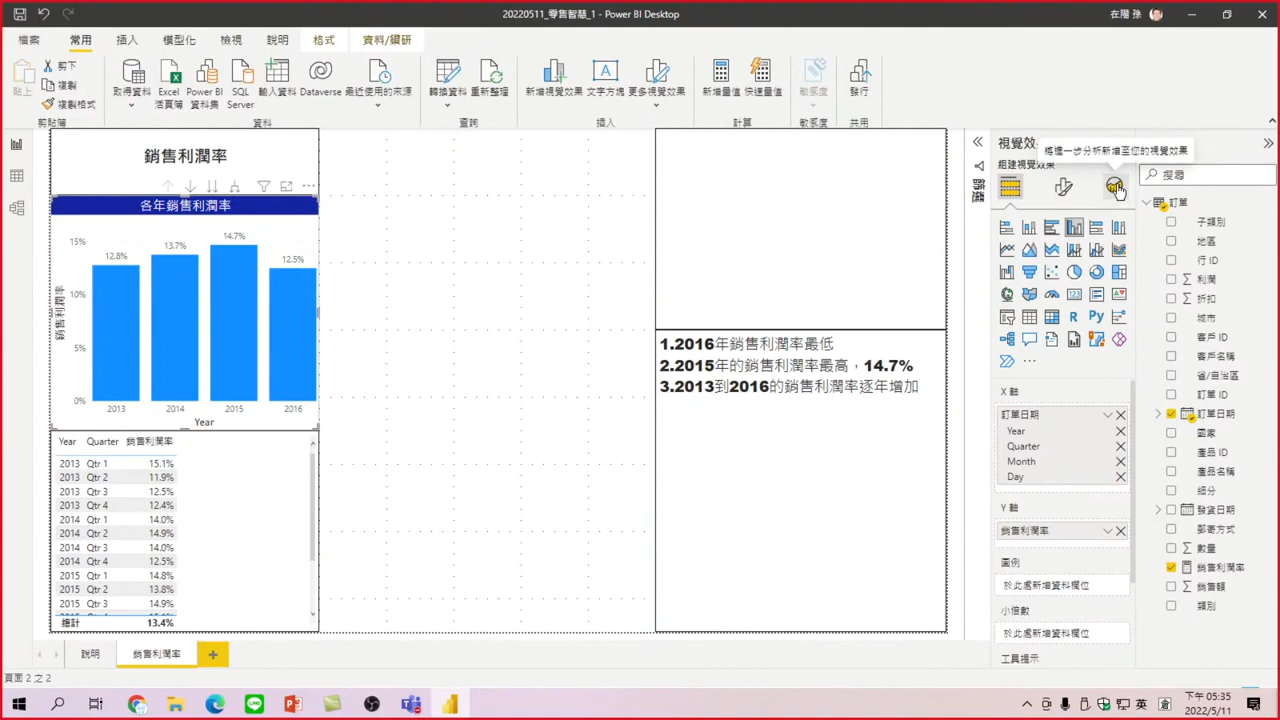 20220511_零售智慧_1 - Power BI Desktop
在陽 孫
檔案 常用 插入 模型化 檢視 說明 格式 資料/鑽研
貼上
剪下
複製
複製格式
剪貼簿
取得資料
Excel 活頁簿
Power BI 資料集
SQL Server
輸入資料
Dataverse
最近使用的來源
資料
轉換資料
重新整理
查詢
新增視覺效果
文字方塊
更多視覺效果
插入
新增量值
快速量值
計算
敏感度
敏感度
發行
共用
銷售利潤率
各年銷售利潤率
15%
10%
5%
0%
銷售利潤率
12.8%
13.7%
14.7%
12.5%
2013 2014 2015 2016
Year
Year Quarter 銷售利潤率
2013 Qtr 1 15.1%
2013 Qtr 2 11.9%
2013 Qtr 3 12.5%
2013 Qtr 4 12.4%
2014 Qtr 1 14.0%
2014 Qtr 2 14.9%
2014 Qtr 3 14.0%
2014 Qtr 4 12.5%
2015 Qtr 1 14.8%
2015 Qtr 2 13.8%
2015 Qtr 3 14.9%
總計 13.4%
1.2016年銷售利潤率最低
2.2015年的銷售利潤率最高，14.7%
3.2013到2016的銷售利潤率逐年增加
篩選
視覺效
將進一步分析新增至您的視覺效果
組建視覺效果
X 軸
訂單日期
Year
Quarter
Month
Day
Y 軸
銷售利潤率
圖例
於此處新增資料欄位
小倍數
於此處新增資料欄位
工具提示
搜尋
訂單
子類別
地區
行 ID
利潤
折扣
城市
客戶 ID
客戶名稱
省/自治區
訂單 ID
訂單日期
國家
產品 ID
產品名稱
細分
發貨日期
郵寄方式
數量
銷售利潤率
銷售額
類別
說明 銷售利潤率
頁面 2 之 2
英
下午 05:35
2022/5/11